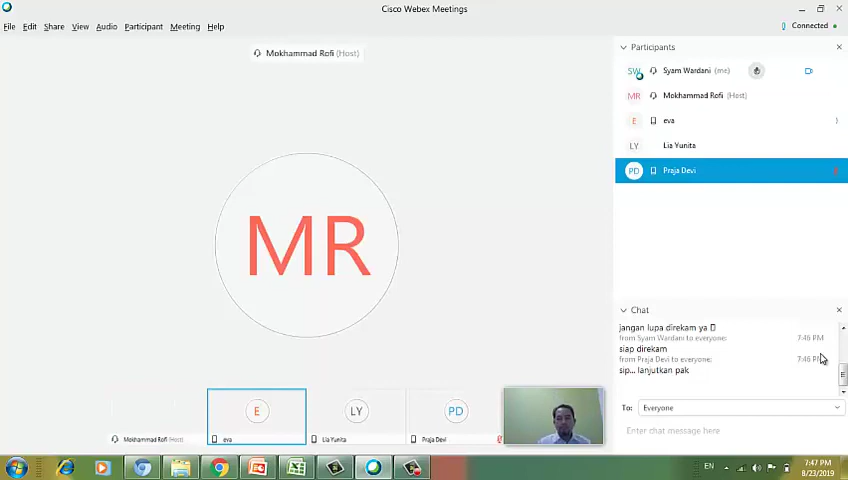 Cisco Webex Meetings
File Edit Share View Audio Participant Meeting Help
Connected
Mokhammad Rofi (Host)
MR
Mokhammad Rofi (Host)
E
eva
LY
Lia Yunita
PD
Praja Devi
Participants
SW Syam Wardani (me)
MR Mokhammad Rofi (Host)
E eva
LY Lia Yunita
PD Praja Devi
Chat
jangan lupa direkam ya
from Syam Wardani to everyone: 7:46 PM
siap direkam
from Praja Devi to everyone: 7:46 PM
sip... lanjutkan pak
To: Everyone
Enter chat message here
EN 7:47 PM
8/23/2019